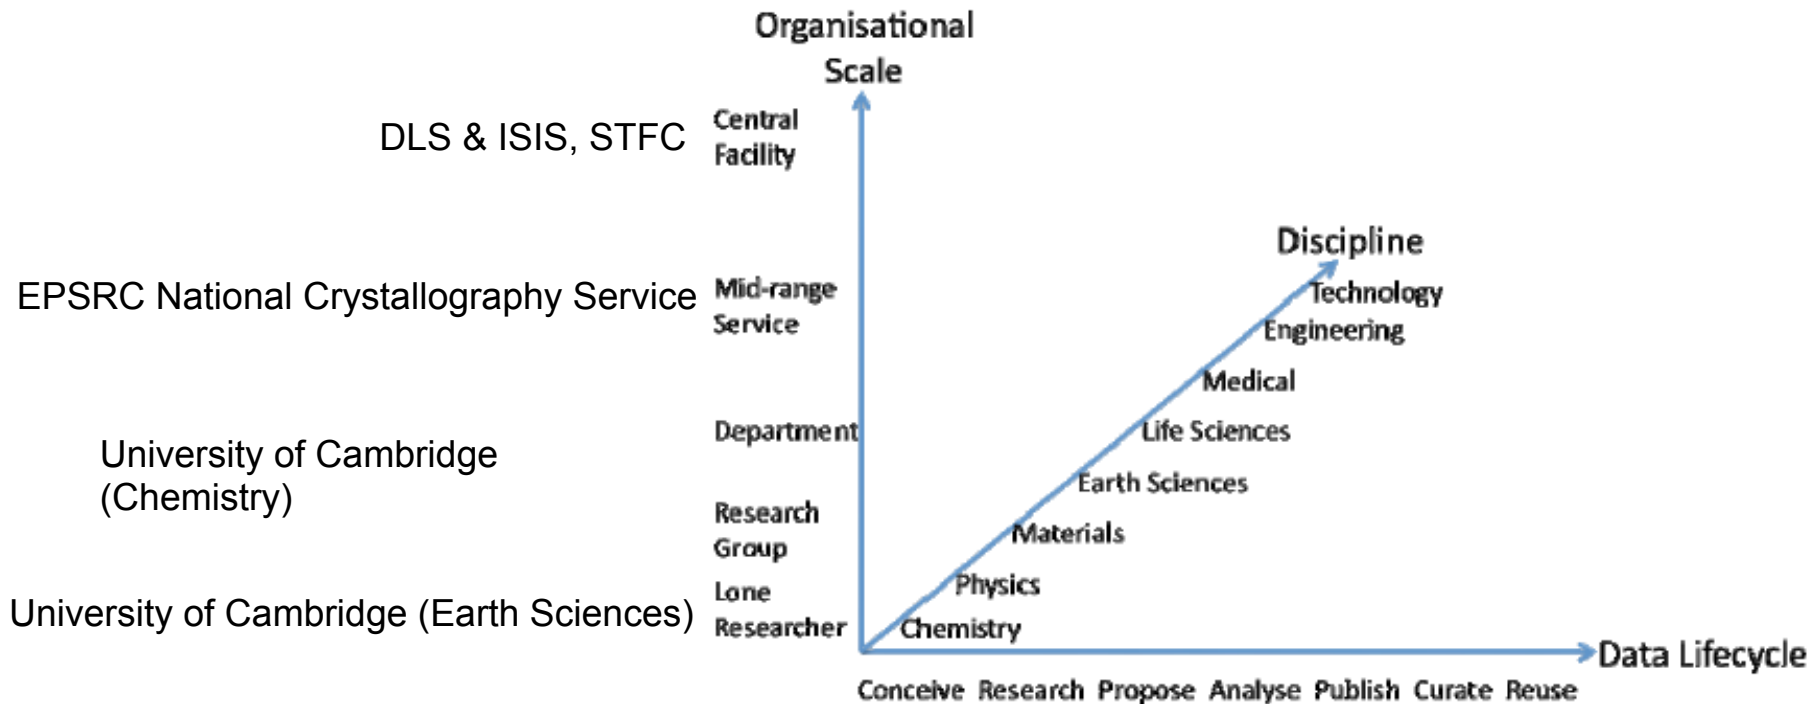 Organisational
Scale
DLS & ISIS, STFC
Central
Facility
EPSRC National Crystallography Service
Mid-range
Service
University of Cambridge
(Chemistry)
Department
Research
Group
University of Cambridge (Earth Sciences)
Lone
Researcher
Discipline
Technology
Engineering
Medical
Life Sciences
Earth Sciences
Materials
Physics
Chemistry
Data Lifecycle
Conceive Research Propose Analyse Publish Curate Reuse